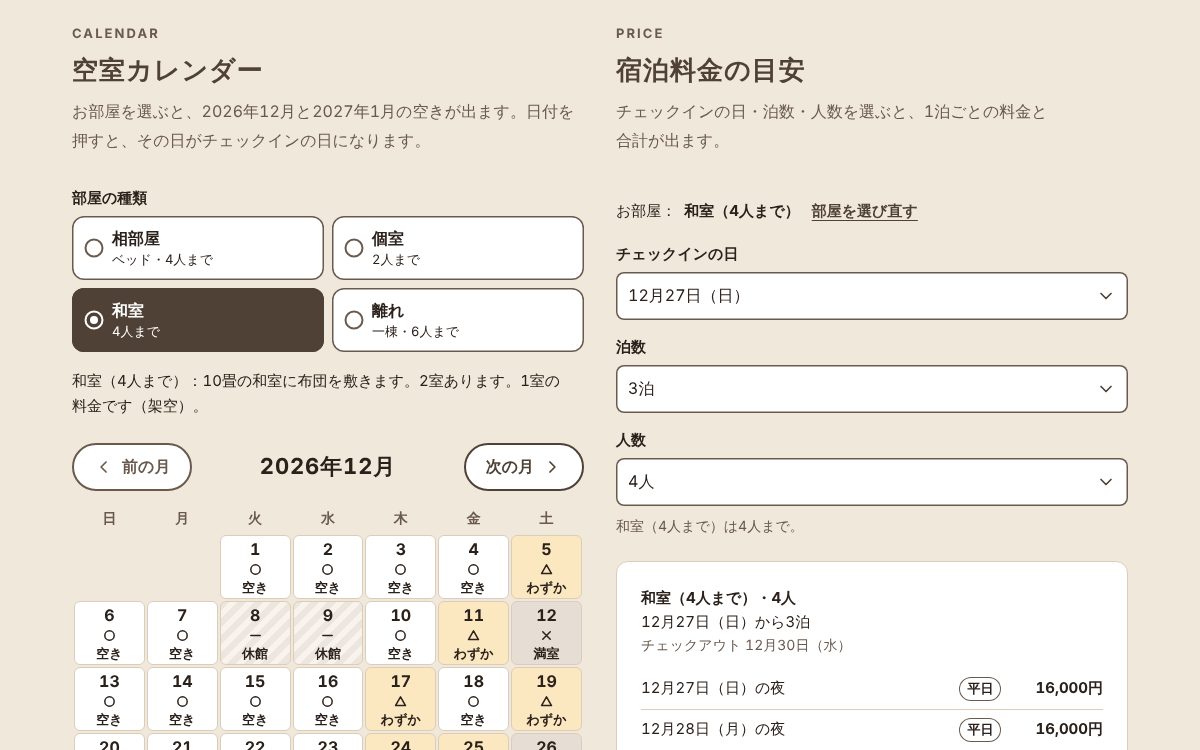 CALENDAR
空室カレンダー
お部屋を選ぶと、2026年12月と2027年1月の空きが出ます。日付を
押すと、その日がチェックインの日になります。
部屋の種類
相部屋
ベッド・4人まで
個室
2人まで
和室
4人まで
離れ
一棟・6人まで
和室（4人まで）：10畳の和室に布団を敷きます。2室あります。1室の
料金です（架空）。
前の月
2026年12月
次の月
日 月 火 水 木 金 土
1 2 3 4 5
○ ○ ○ ○ △
空き 空き 空き 空き わずか
6 7 8 9 10 11 12
○ ○ － － ○ △ ×
空き 空き 休館 休館 空き わずか 満室
13 14 15 16 17 18 19
○ ○ ○ ○ △ ○ △
空き 空き 空き 空き わずか 空き わずか
20 21 22 23 24 25 26
PRICE
宿泊料金の目安
チェックインの日・泊数・人数を選ぶと、1泊ごとの料金と
合計が出ます。
お部屋： 和室（4人まで） 部屋を選び直す
チェックインの日
12月27日（日）
泊数
3泊
人数
4人
和室（4人まで）は4人まで。
和室（4人まで）・4人
12月27日（日）から3泊
チェックアウト 12月30日（水）
12月27日（日）の夜 平日 16,000円
12月28日（月）の夜 平日 16,000円